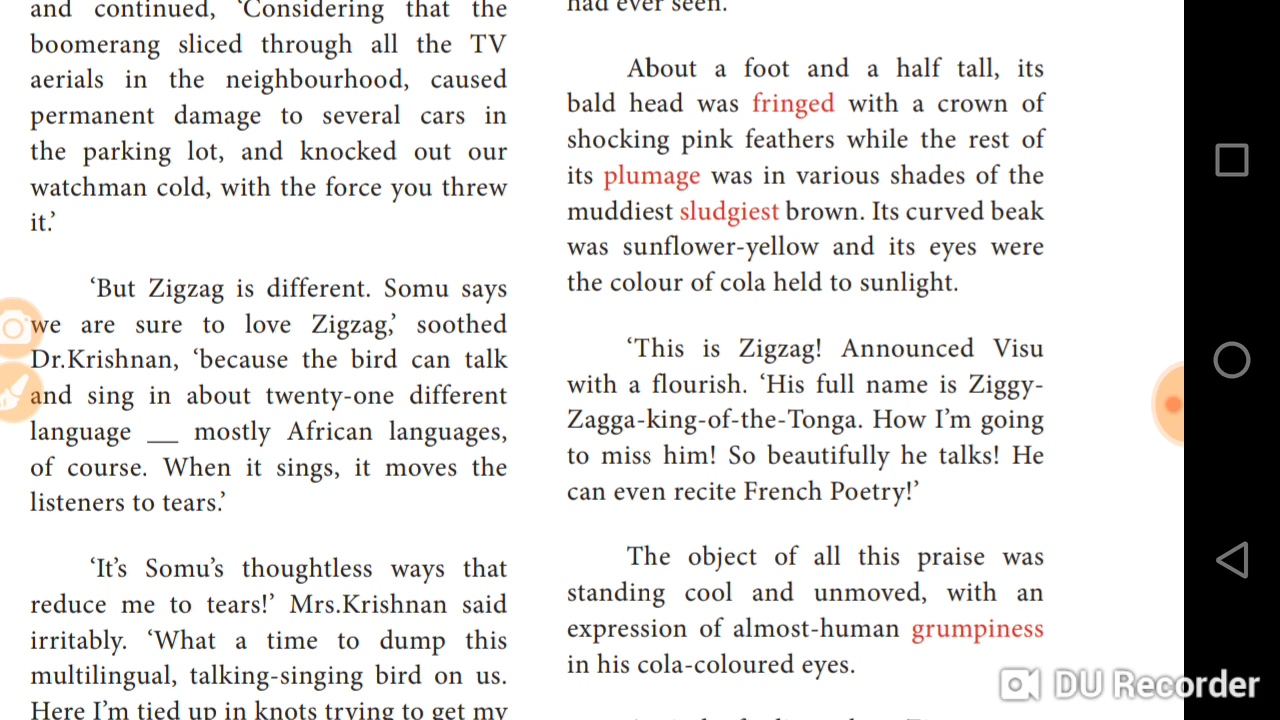 and continued, ‘Considering that the
boomerang sliced through all the TV
aerials in the neighbourhood, caused
permanent damage to several cars in
the parking lot, and knocked out our
watchman cold, with the force you threw
it.’
‘But Zigzag is different. Somu says
we are sure to love Zigzag,’ soothed
Dr.Krishnan, ‘because the bird can talk
and sing in about twenty-one different
language __ mostly African languages,
of course. When it sings, it moves the
listeners to tears.’
‘It’s Somu’s thoughtless ways that
reduce me to tears!’ Mrs.Krishnan said
irritably. ‘What a time to dump this
multilingual, talking-singing bird on us.
Here I’m tied up in knots trying to get my
had ever seen.
About a foot and a half tall, its
bald head was fringed with a crown of
shocking pink feathers while the rest of
its plumage was in various shades of the
muddiest sludgiest brown. Its curved beak
was sunflower-yellow and its eyes were
the colour of cola held to sunlight.
‘This is Zigzag! Announced Visu
with a flourish. ‘His full name is Ziggy-
Zagga-king-of-the-Tonga. How I’m going
to miss him! So beautifully he talks! He
can even recite French Poetry!’
The object of all this praise was
standing cool and unmoved, with an
expression of almost-human grumpiness
in his cola-coloured eyes.
DU Recorder